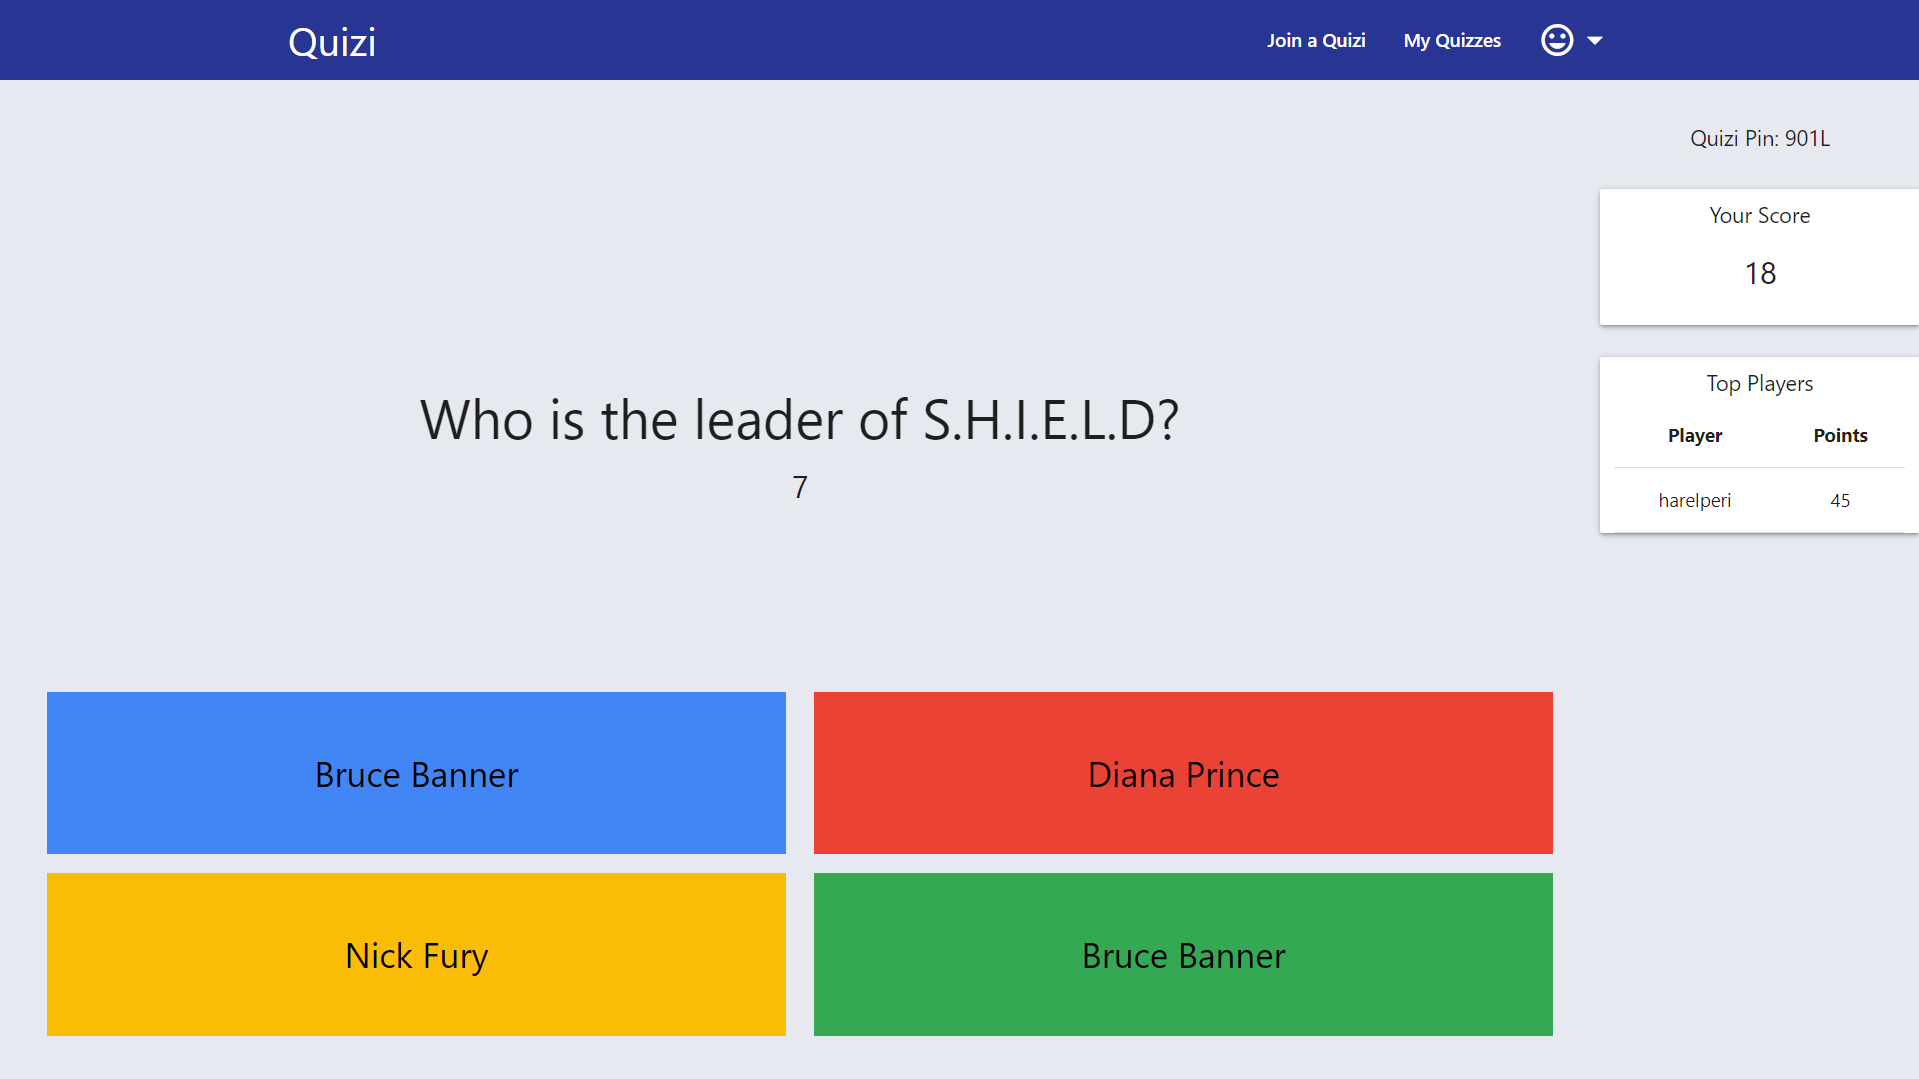 Quizi
Join a Quizi
My Quizzes
Quizi Pin: 901L
Your Score
18
Top Players
Player Points
harelperi 45
Who is the leader of S.H.I.E.L.D?
7
Bruce Banner
Diana Prince
Nick Fury
Bruce Banner